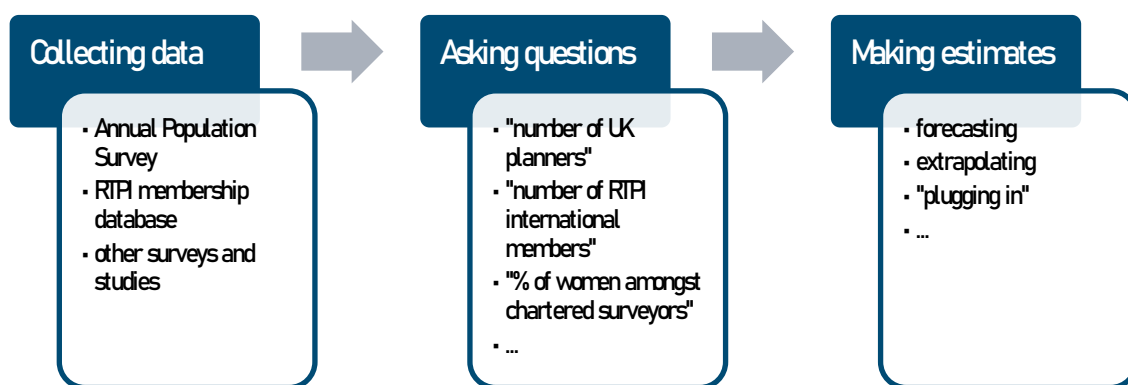 Collecting data
▪ Annual Population
Survey
▪ RTPI membership
database
▪ other surveys and
studies
Asking questions
▪ "number of UK
planners"
▪ "number of RTPI
international
members"
▪ "% of women amongst
chartered surveyors"
▪ ...
Making estimates
▪ forecasting
▪ extrapolating
▪ "plugging in"
▪ ...